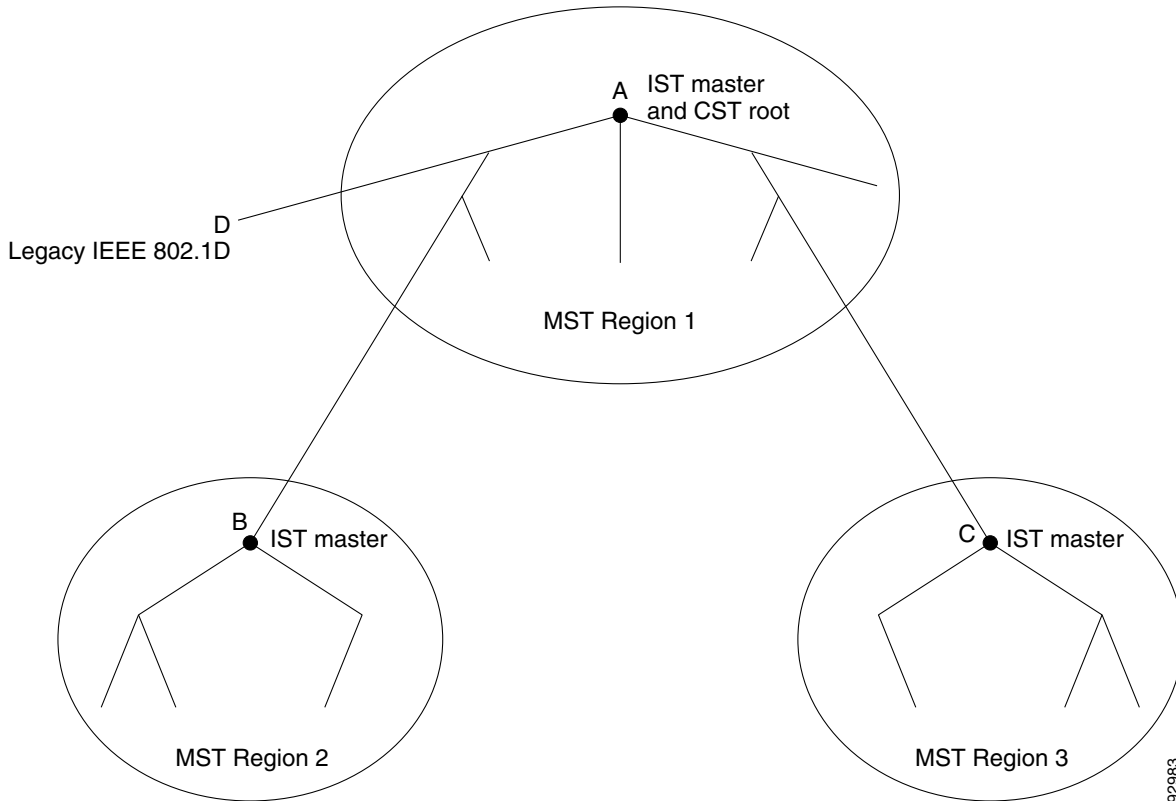 A
IST master
and CST root
D
Legacy IEEE 802.1D
MST Region 1
B
IST master
C
IST master
MST Region 2
MST Region 3
92983